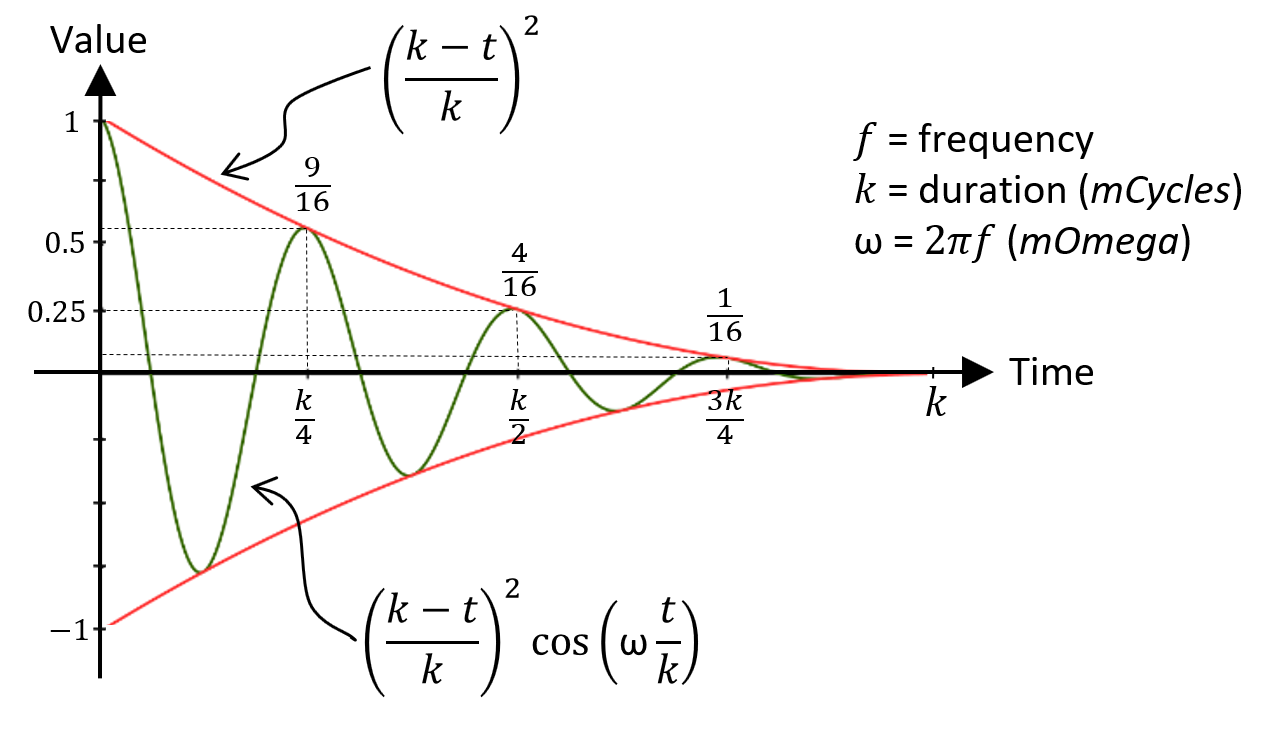 Value
((k − t)/k)²
1
9/16
f = frequency
k = duration (mCycles)
ω = 2πf (mOmega)
0.5
4/16
0.25
1/16
Time
k/4
k/2
3k/4
k
−1
((k − t)/k)² cos(ω t/k)